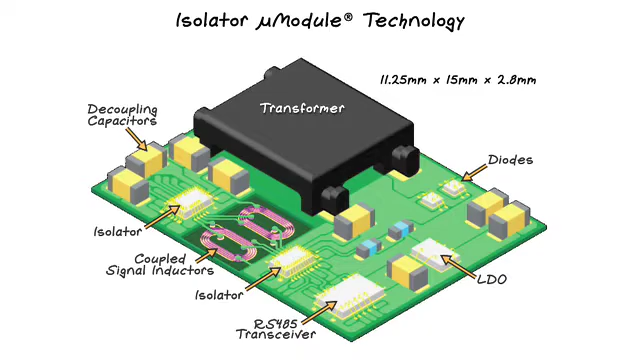 Isolator µModule® Technology
11.25mm x 15mm x 2.8mm
Transformer
Decoupling
Capacitors
Diodes
Isolator
Coupled
Signal Inductors
Isolator
LDO
RS485
Transceiver